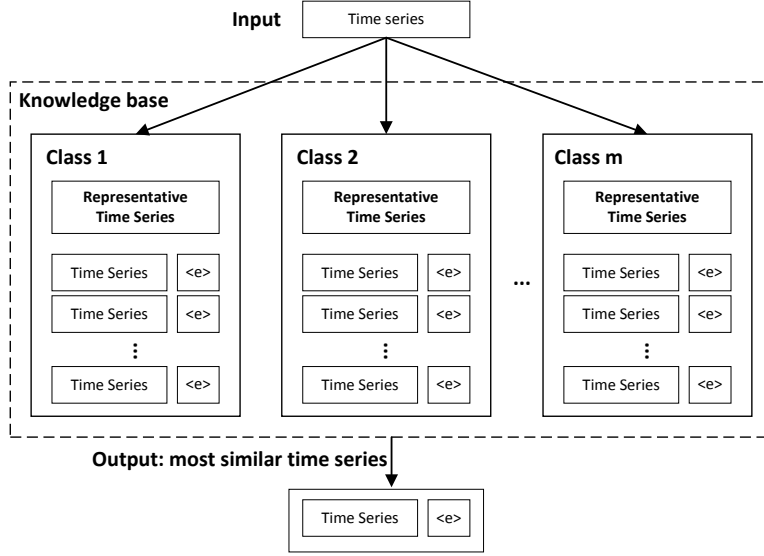 Input
Time series
Knowledge base
Class 1
Representative
Time Series
Time Series <e>
Time Series <e>
⋮
Time Series <e>
Class 2
Representative
Time Series
Time Series <e>
Time Series <e>
⋮
Time Series <e>
...
Class m
Representative
Time Series
Time Series <e>
Time Series <e>
⋮
Time Series <e>
Output: most similar time series
Time Series <e>